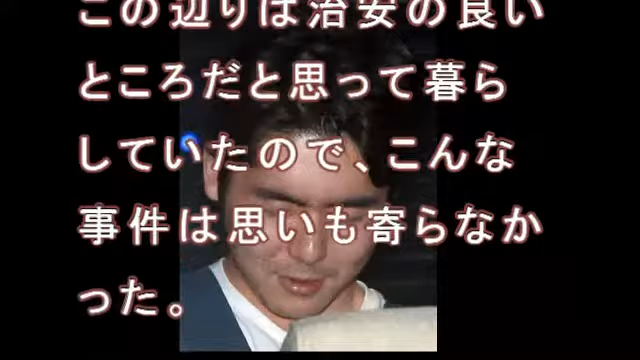 この辺りは治安の良い
ところだと思って暮ら
していたので、こんな
事件は思いも寄らなか
った。